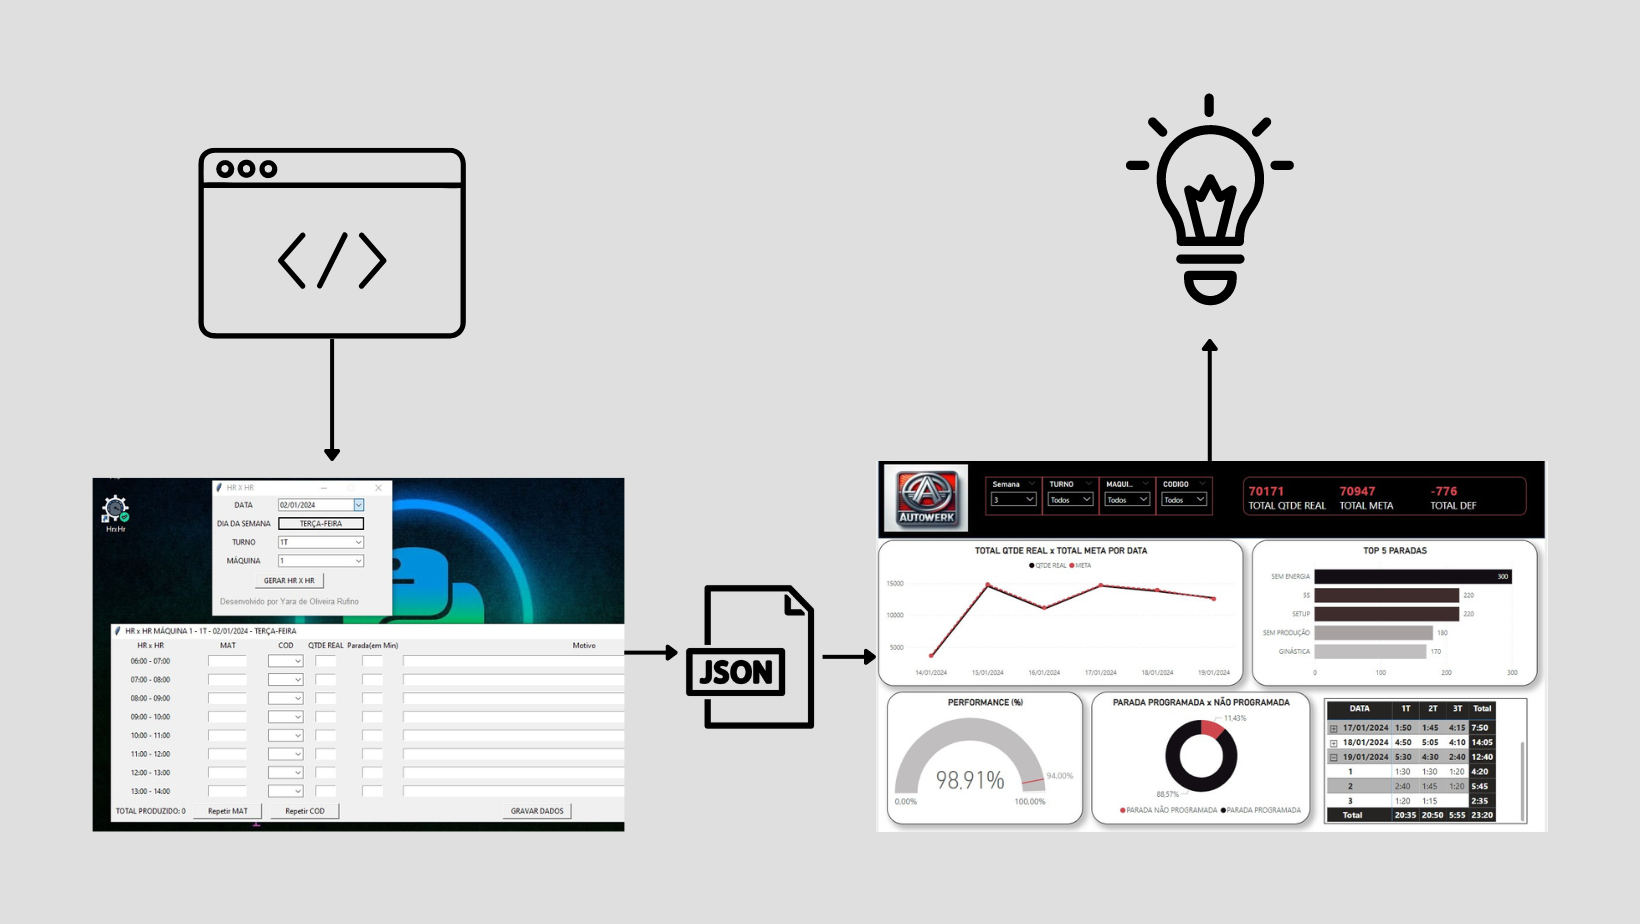 </>
HrxHr
HR X HR
DATA 02/01/2024
DIA DA SEMANA TERÇA-FEIRA
TURNO 1T
MÁQUINA 1
GERAR HR X HR
Desenvolvido por Yara de Oliveira Rufino
HR x HR MÁQUINA 1 - 1T - 02/01/2024 - TERÇA-FEIRA
HR x HR MAT COD QTDE REAL Parada(em Min) Motivo
06:00 - 07:00
07:00 - 08:00
08:00 - 09:00
09:00 - 10:00
10:00 - 11:00
11:00 - 12:00
12:00 - 13:00
13:00 - 14:00
TOTAL PRODUZIDO: 0 Repetir MAT Repetir COD GRAVAR DADOS
JSON
AUTOWERK
Semana TURNO MAQUI... CODIGO
3 Todos Todos Todos
70171 70947 -776
TOTAL QTDE REAL TOTAL META TOTAL DEF
TOTAL QTDE REAL x TOTAL META POR DATA
QTDE REAL META
15000
10000
5000
14/01/2024 15/01/2024 16/01/2024 17/01/2024 18/01/2024 19/01/2024
TOP 5 PARADAS
SEM ENERGIA 300
5S 220
SETUP 220
SEM PRODUÇÃO 180
GINÁSTICA 170
0 100 200 300
PERFORMANCE (%)
98,91%
94,00%
0,00% 100,00%
PARADA PROGRAMADA x NÃO PROGRAMADA
11,43%
88,57%
PARADA NÃO PROGRAMADA PARADA PROGRAMADA
DATA 1T 2T 3T Total
17/01/2024 1:50 1:45 4:15 7:50
18/01/2024 4:50 5:05 4:10 14:05
19/01/2024 5:30 4:30 2:40 12:40
1 1:30 1:30 1:20 4:20
2 2:40 1:45 1:20 5:45
3 1:20 1:15 2:35
Total 20:35 20:50 5:55 23:20